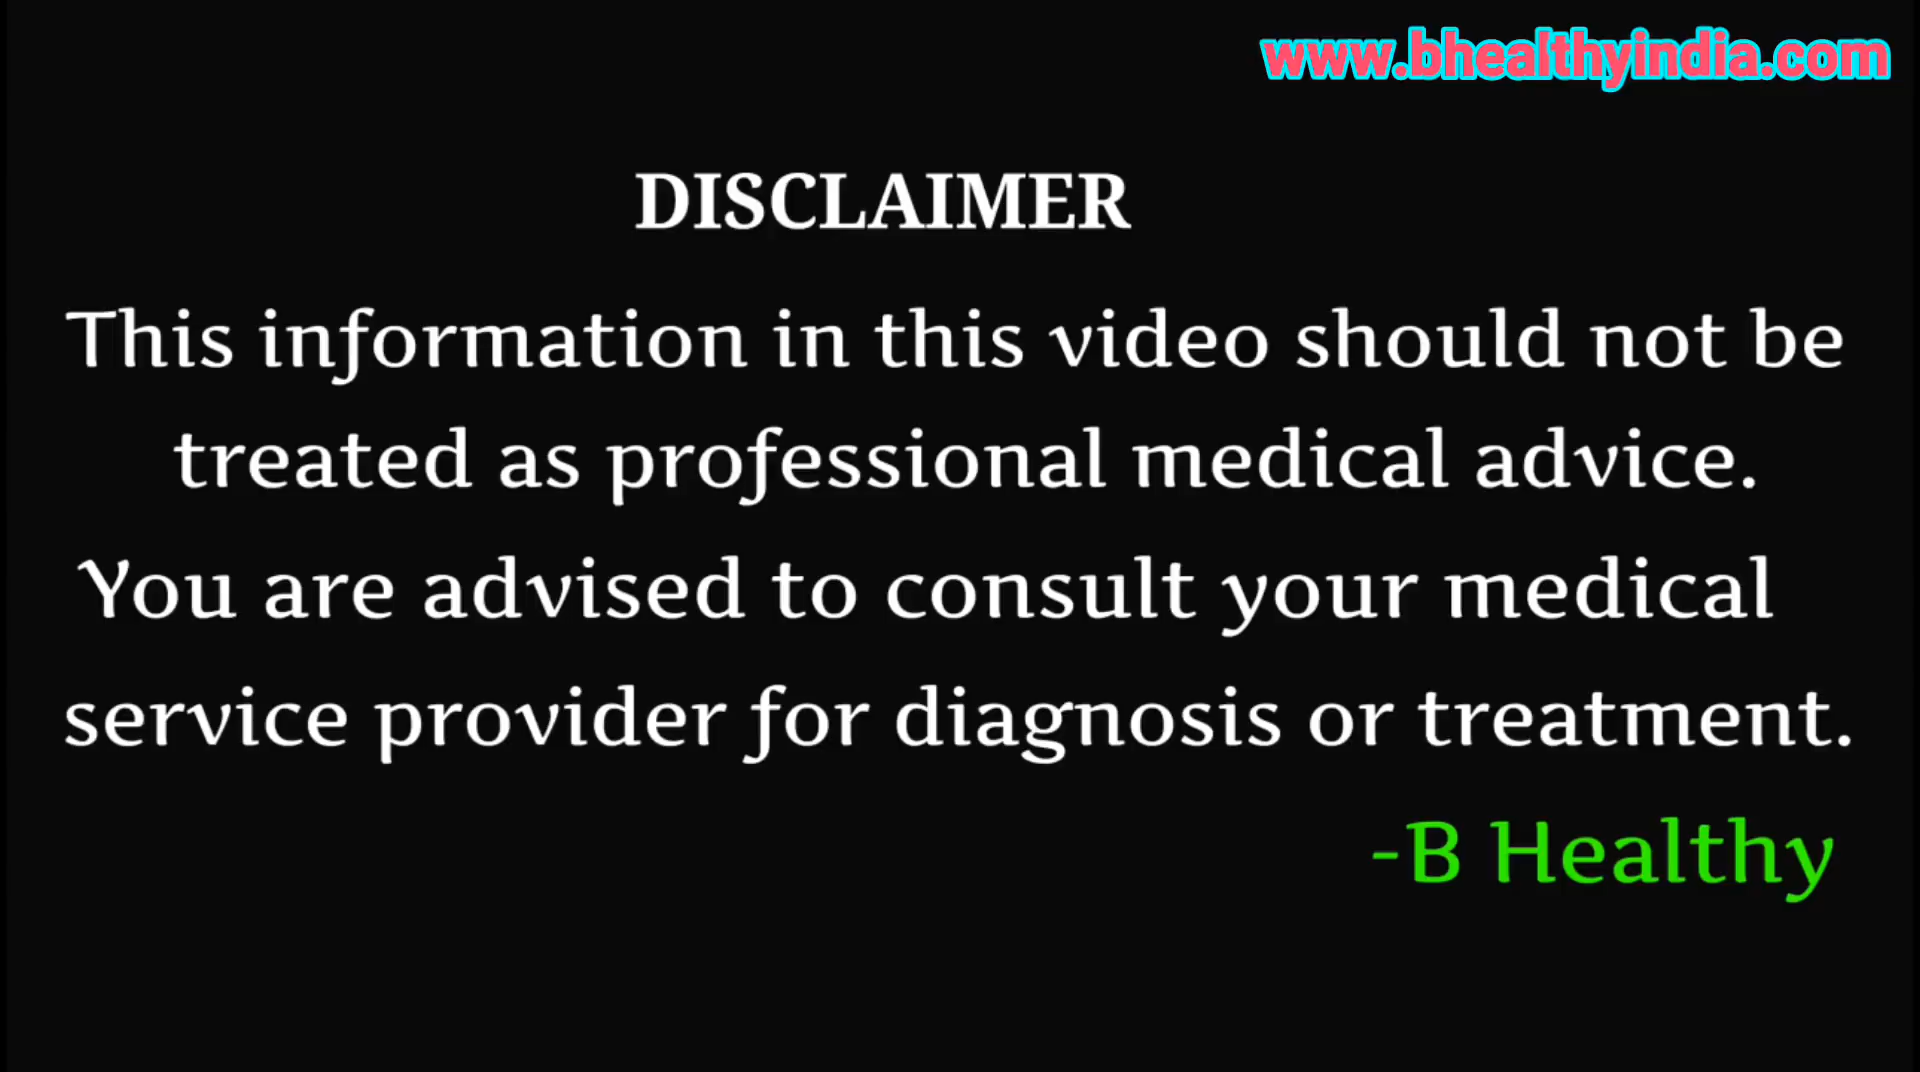 www.bhealthyindia.com
DISCLAIMER
This information in this video should not be
treated as professional medical advice.
You are advised to consult your medical
service provider for diagnosis or treatment.
-B Healthy